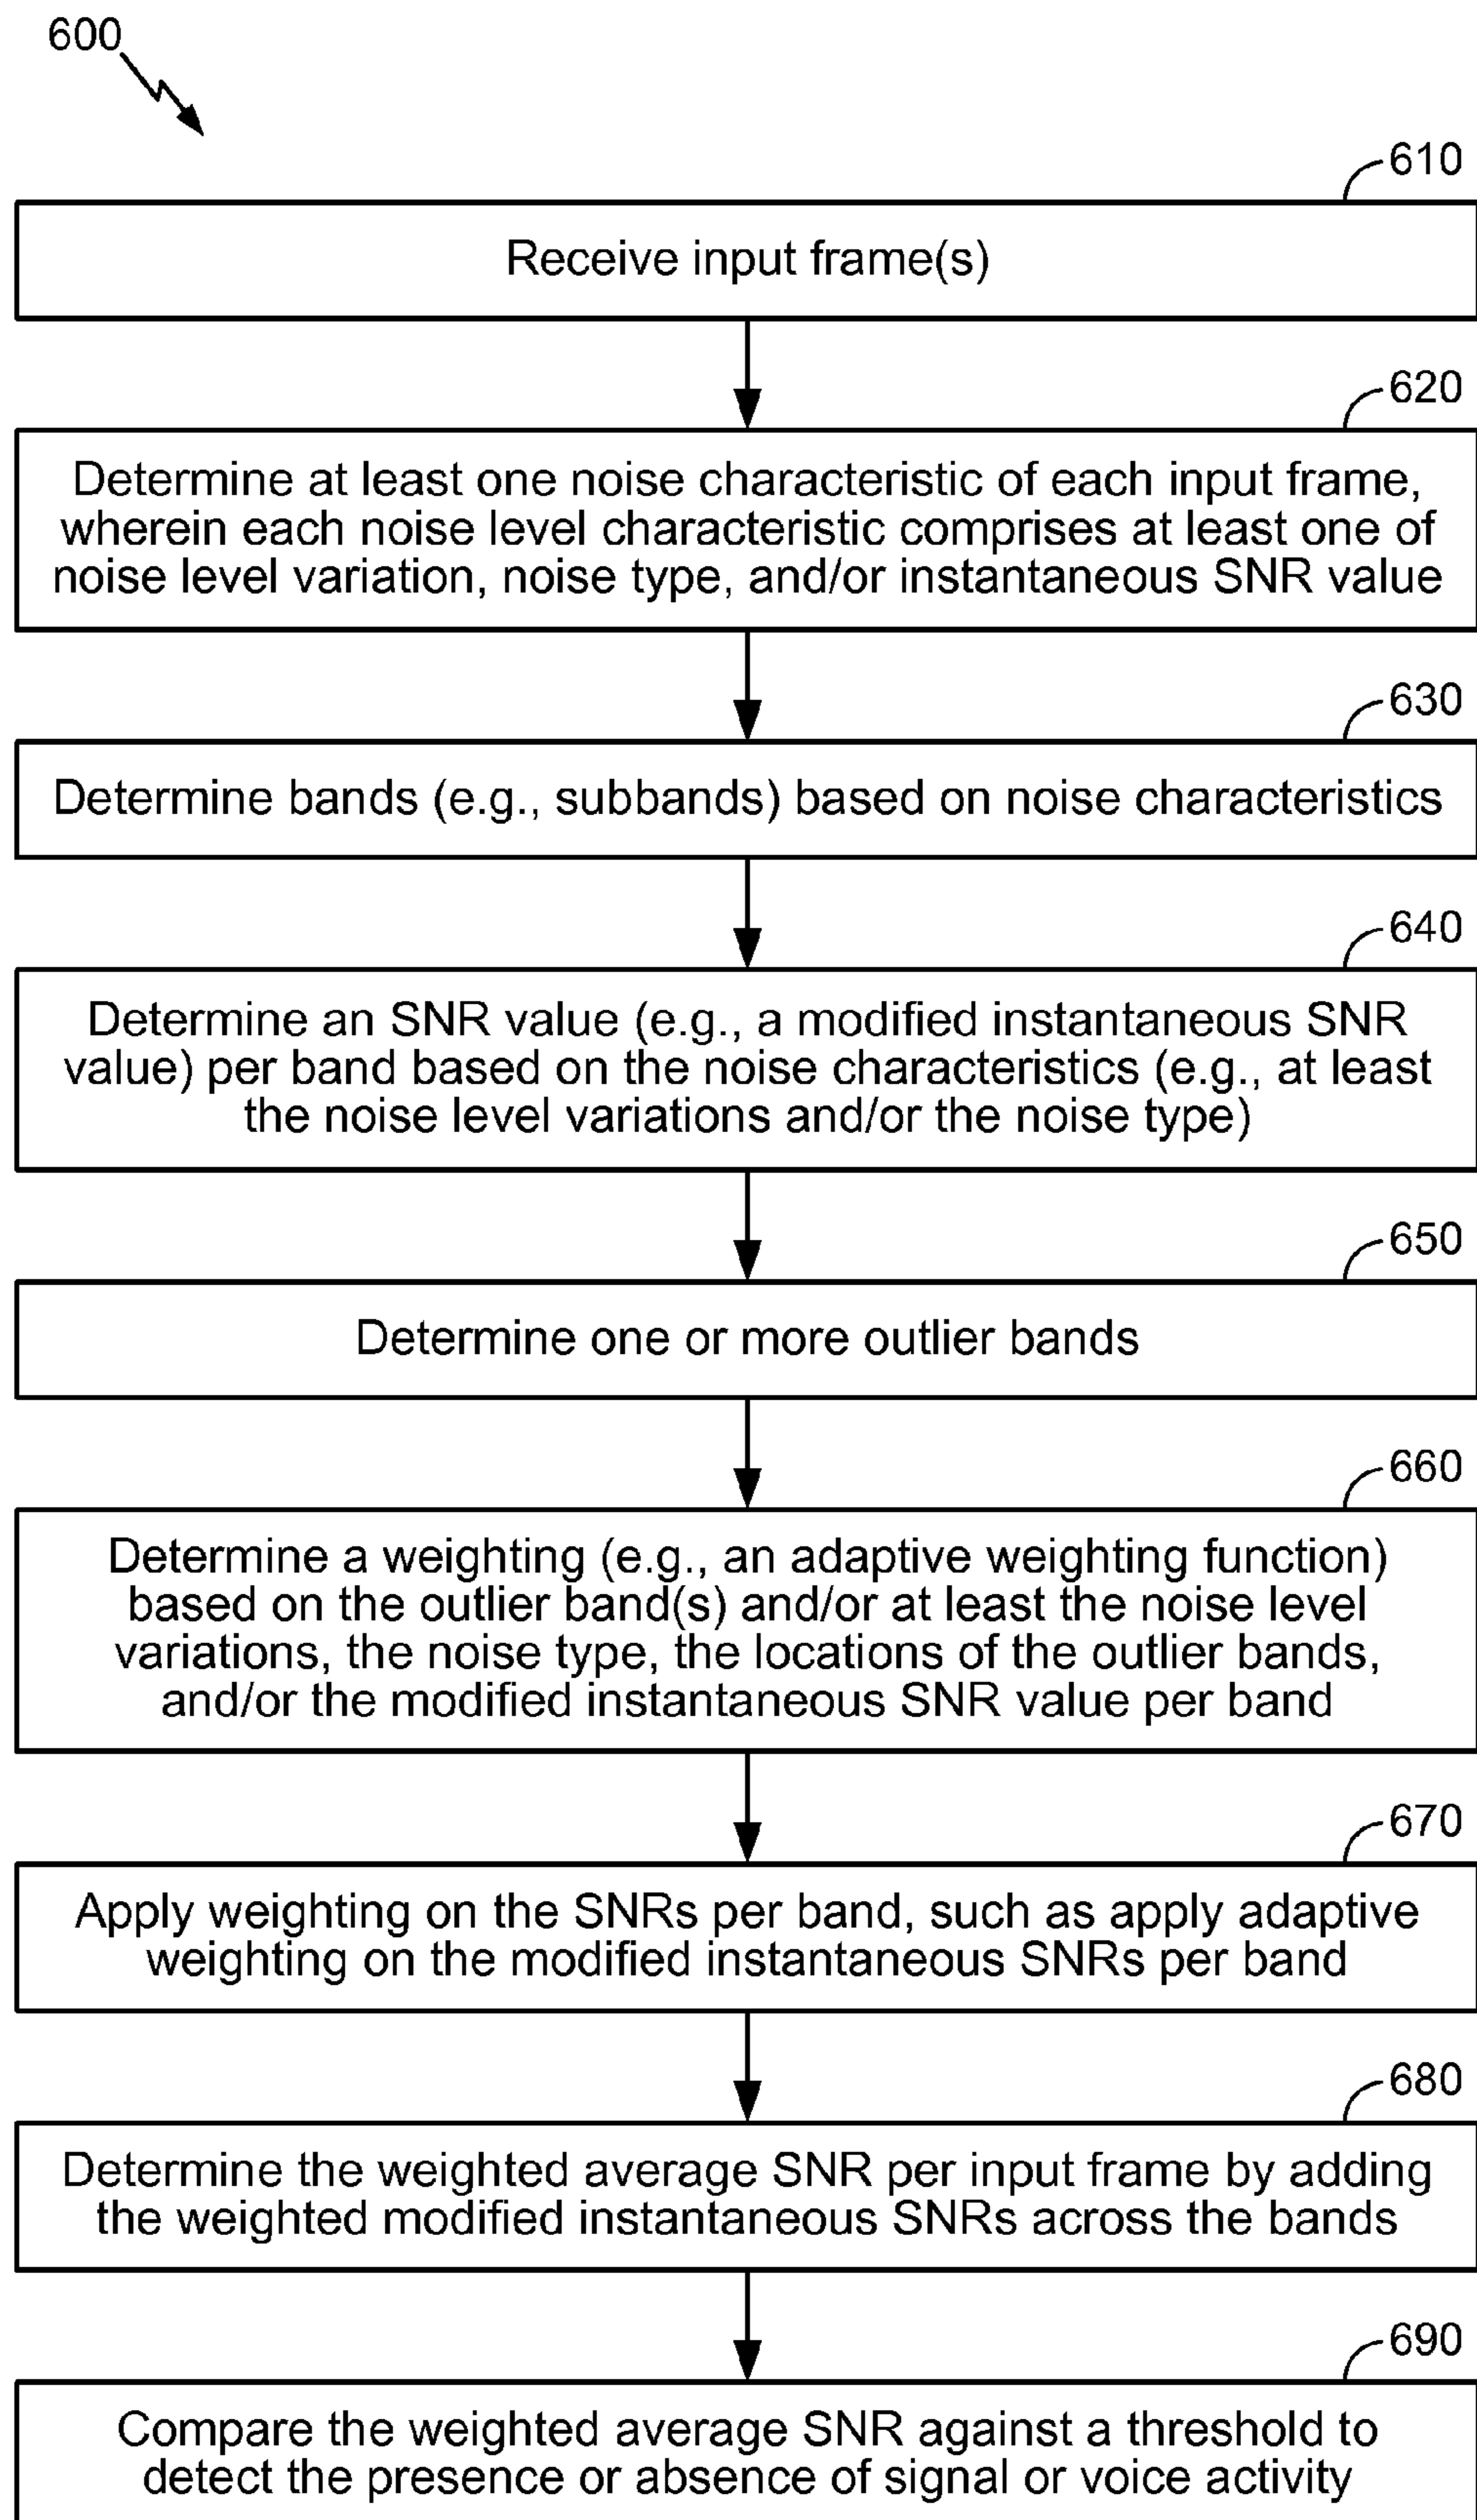 600
610
Receive input frame(s)
620
Determine at least one noise characteristic of each input frame,
wherein each noise level characteristic comprises at least one of
noise level variation, noise type, and/or instantaneous SNR value
630
Determine bands (e.g., subbands) based on noise characteristics
640
Determine an SNR value (e.g., a modified instantaneous SNR
value) per band based on the noise characteristics (e.g., at least
the noise level variations and/or the noise type)
650
Determine one or more outlier bands
660
Determine a weighting (e.g., an adaptive weighting function)
based on the outlier band(s) and/or at least the noise level
variations, the noise type, the locations of the outlier bands,
and/or the modified instantaneous SNR value per band
670
Apply weighting on the SNRs per band, such as apply adaptive
weighting on the modified instantaneous SNRs per band
680
Determine the weighted average SNR per input frame by adding
the weighted modified instantaneous SNRs across the bands
690
Compare the weighted average SNR against a threshold to
detect the presence or absence of signal or voice activity